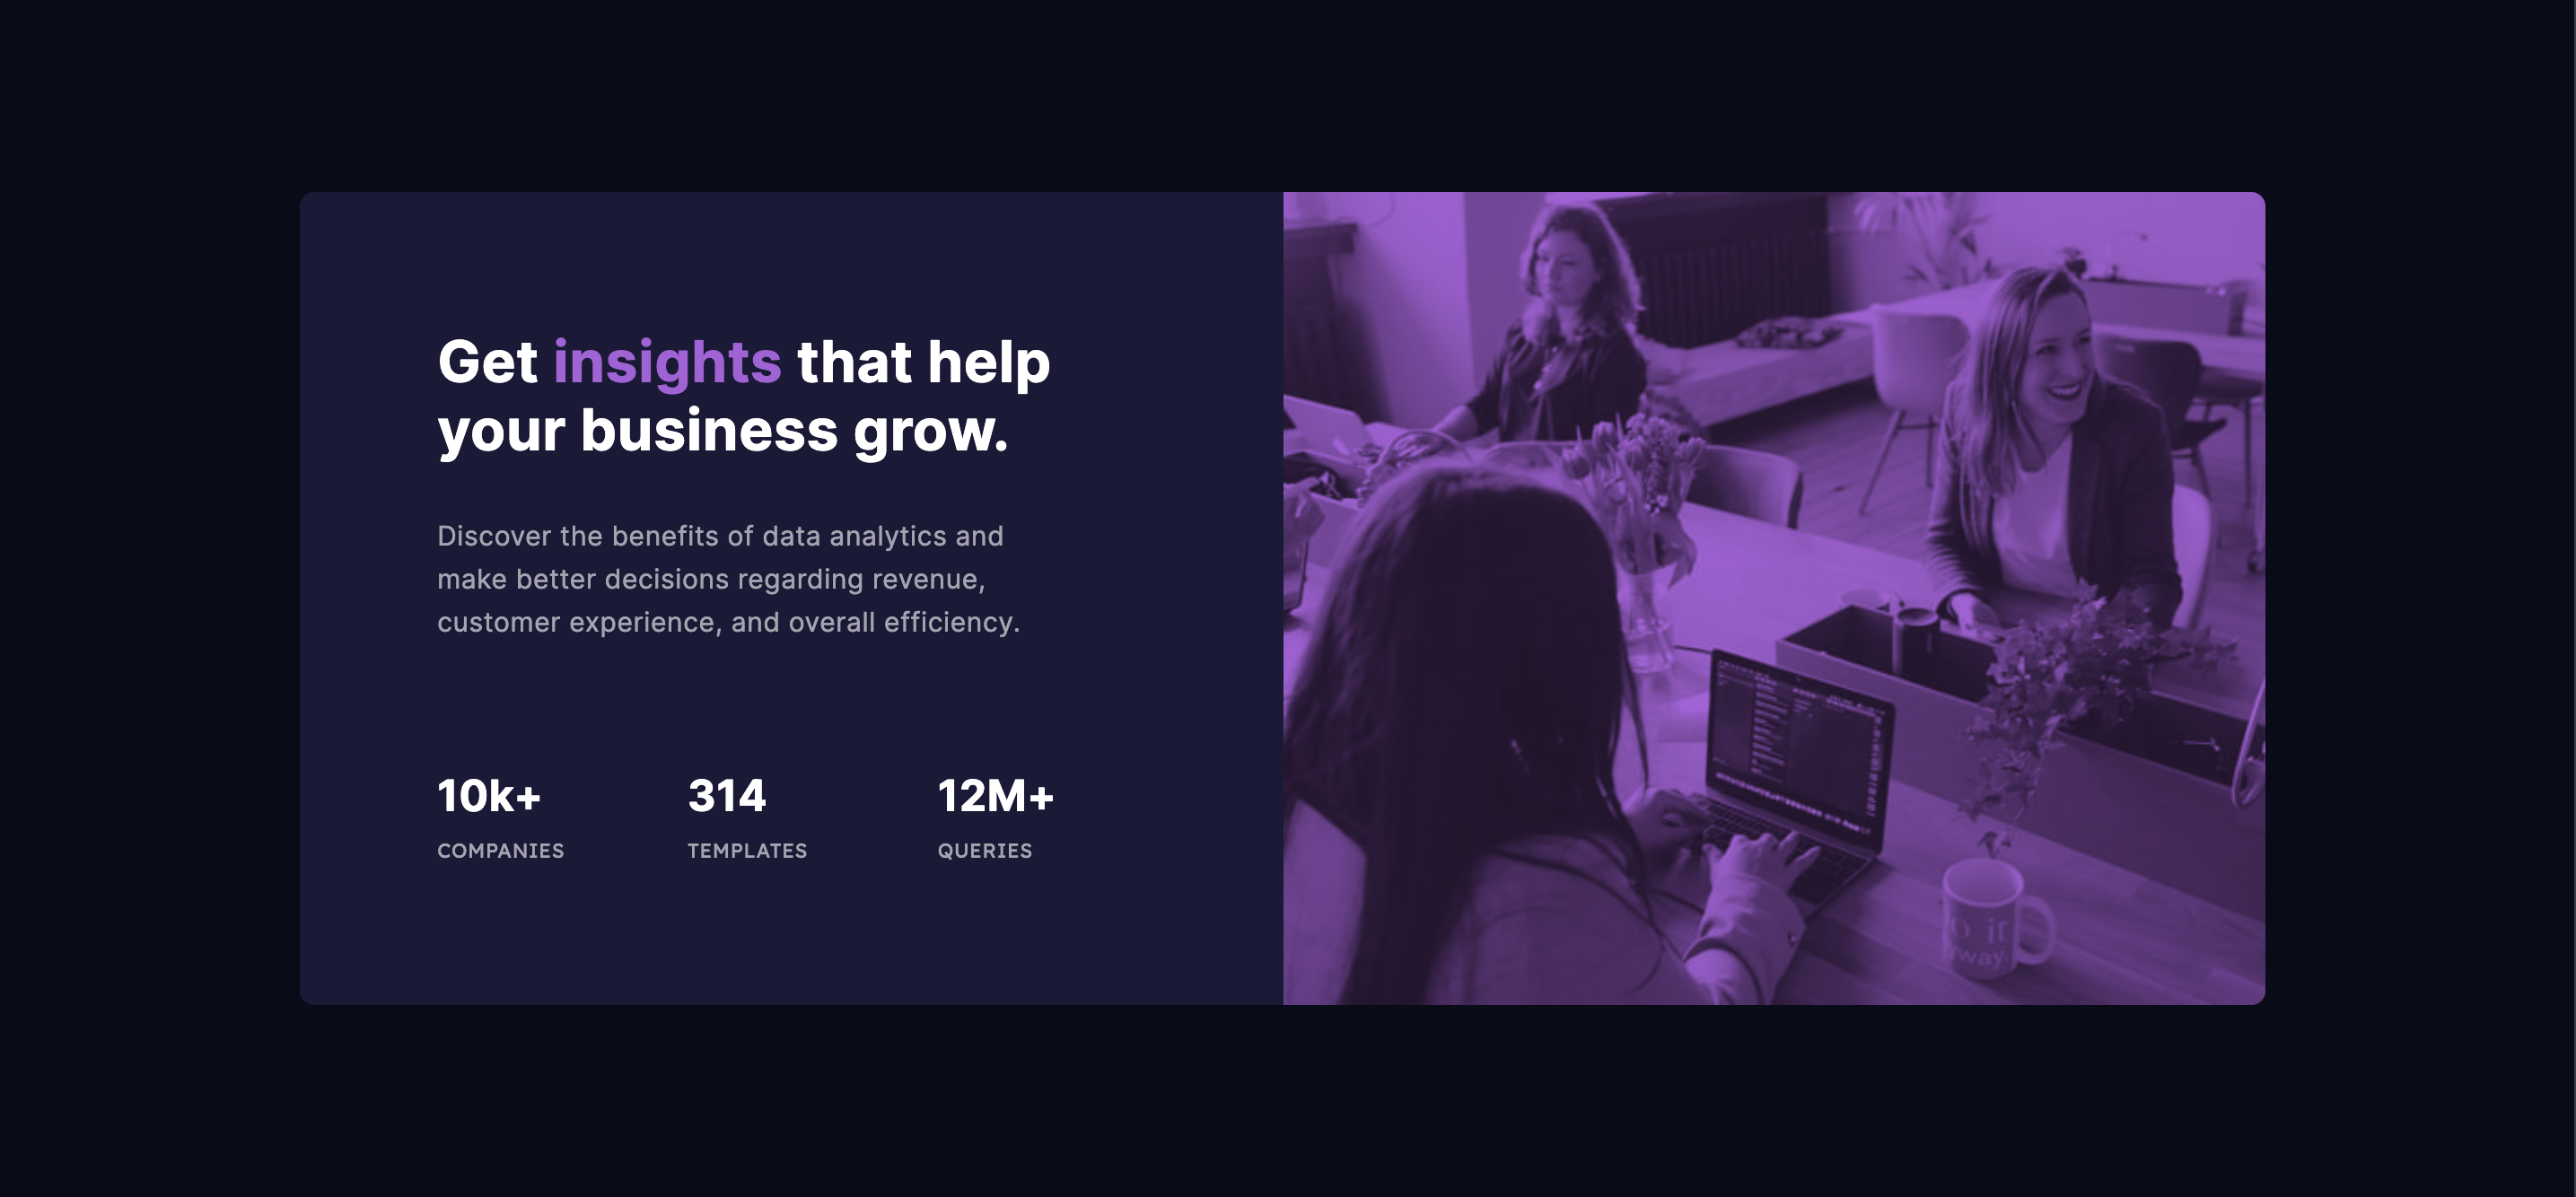 Get insights that help
your business grow.
Discover the benefits of data analytics and
make better decisions regarding revenue,
customer experience, and overall efficiency.
10k+ 314 12M+
COMPANIES TEMPLATES QUERIES